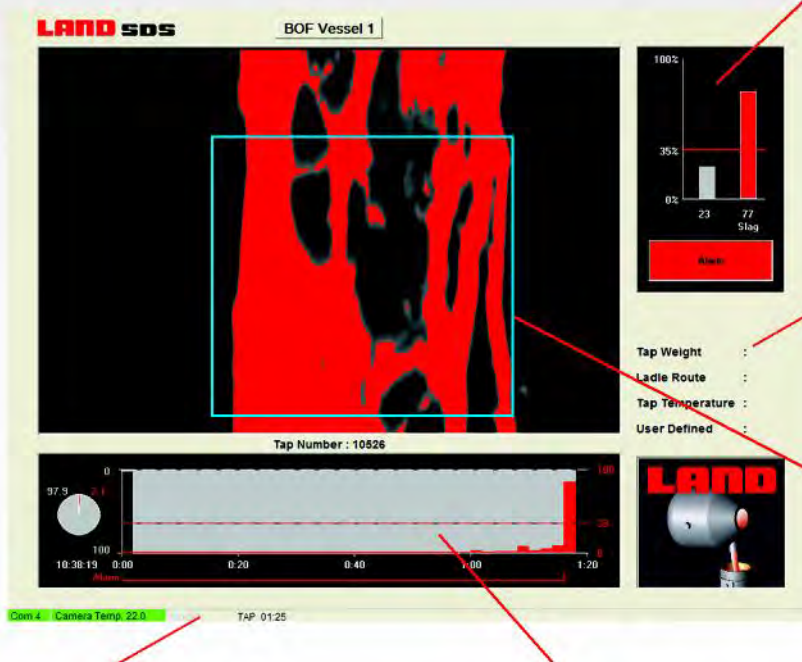 LAND SDS
BOF Vessel 1
100%
35%
0%
23 77
Slag
Alarm
Tap Weight :
Ladle Route :
Tap Temperature :
User Defined :
Tap Number : 10526
0 100
97.9 2.1
100 0
10:38:19 0:00 0:20 0:40 1:00 1:20
Alarm
LAND
Com 4 Camera Temp. 22.0 TAP 01:25